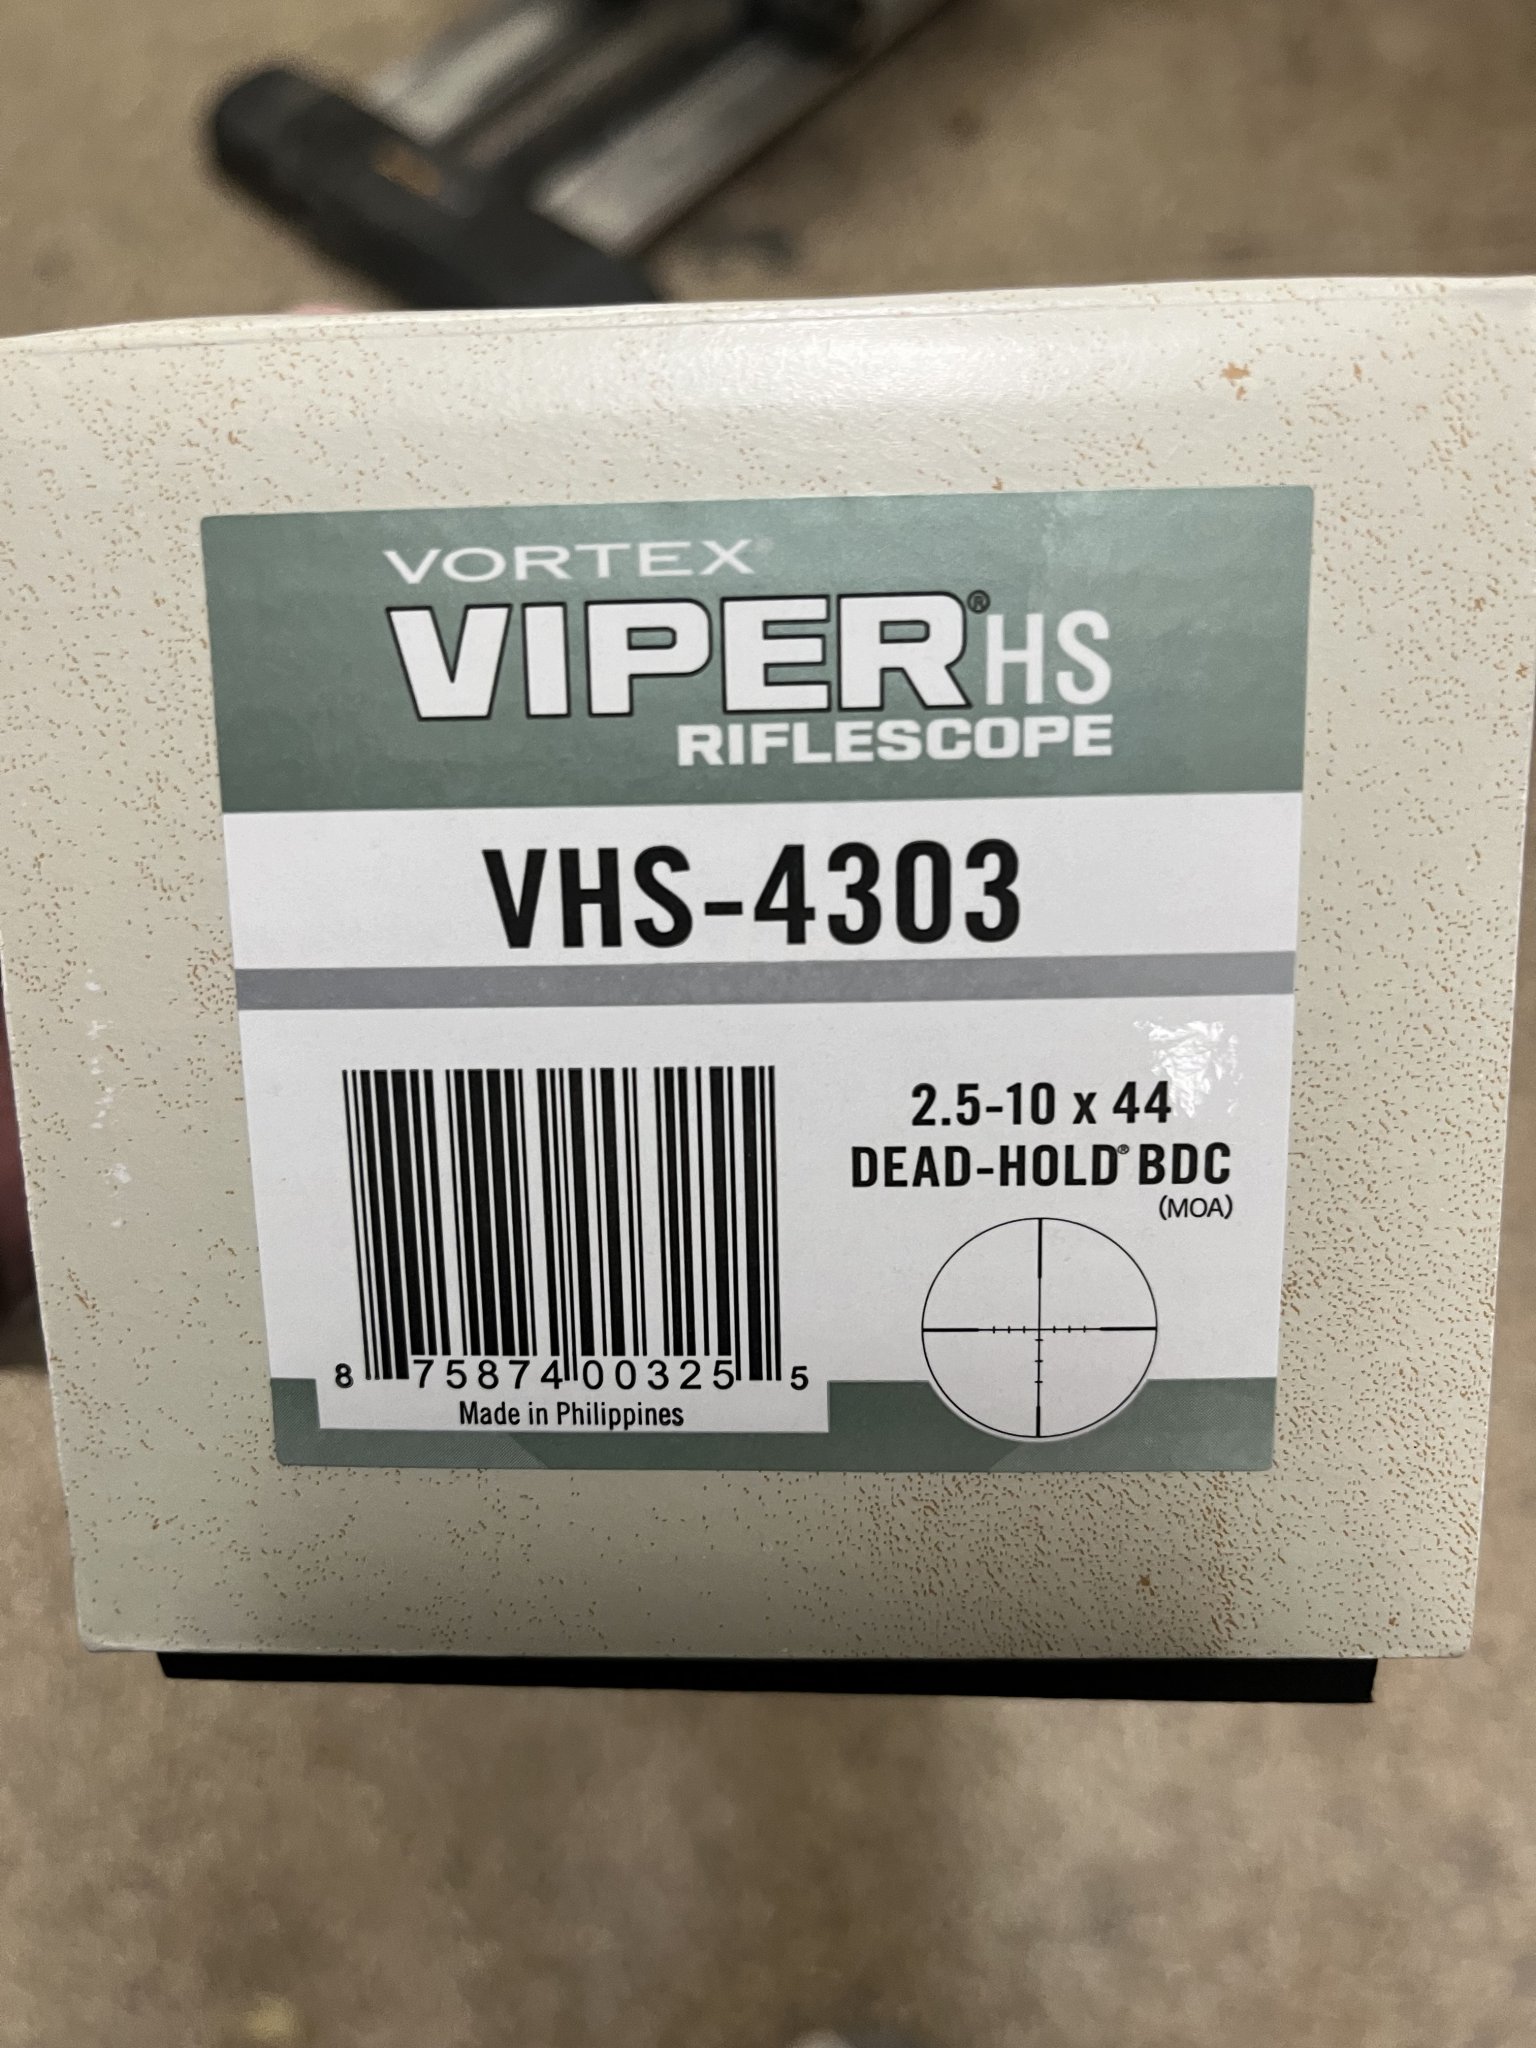 VORTEX®
VIPER® HS
RIFLESCOPE
VHS-4303
2.5-10 x 44
DEAD-HOLD® BDC
(MOA)
8 75874 00325 5
Made in Philippines